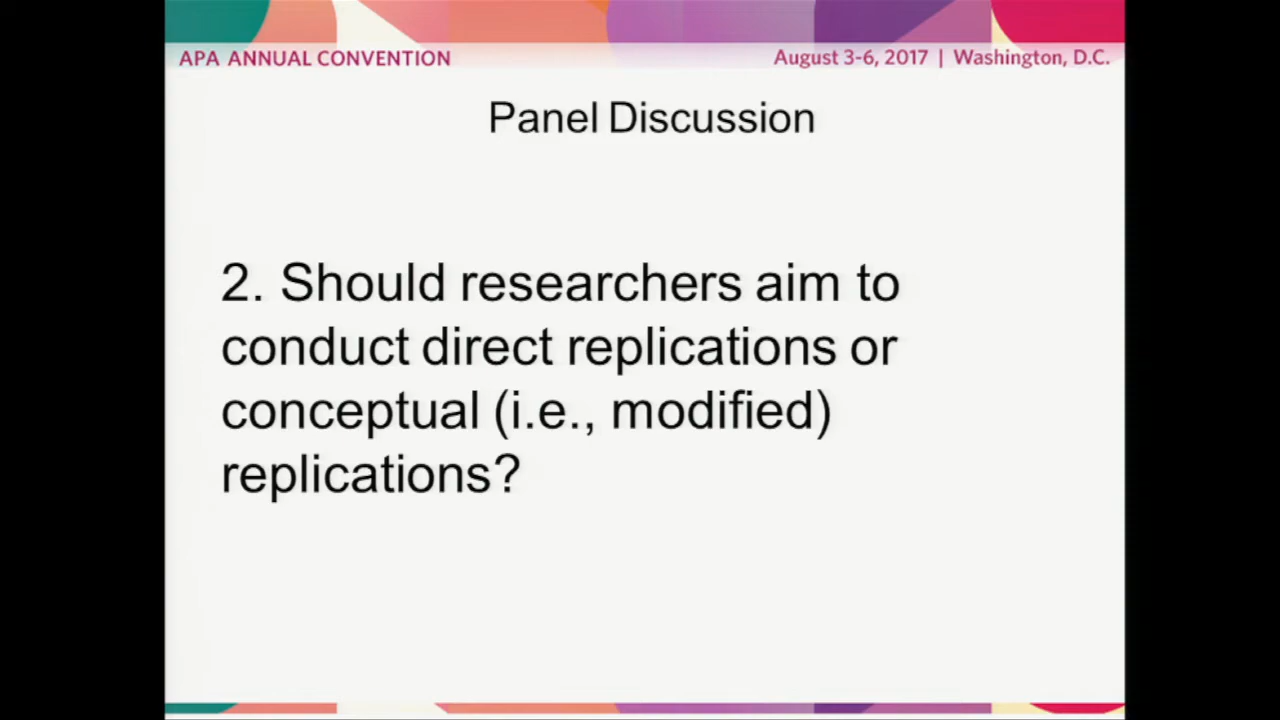 APA ANNUAL CONVENTION
August 3-6, 2017 | Washington, D.C.
Panel Discussion
2. Should researchers aim to
conduct direct replications or
conceptual (i.e., modified)
replications?